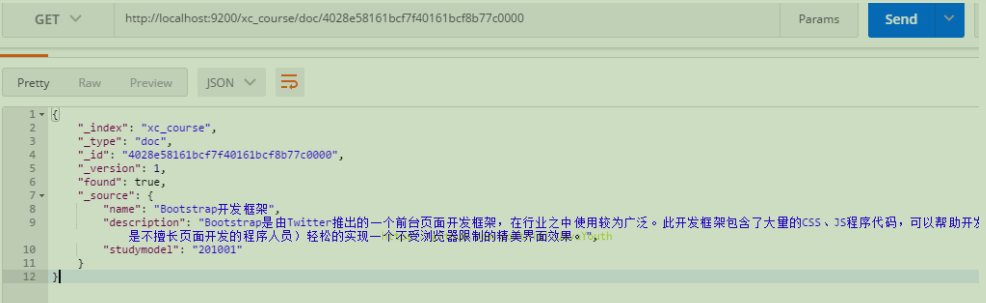 GET http://localhost:9200/xc_course/doc/4028e58161bcf7f40161bcf8b77c0000 Params Send
Pretty Raw Preview JSON
1 {
2 "_index": "xc_course",
3 "_type": "doc",
4 "_id": "4028e58161bcf7f40161bcf8b77c0000",
5 "_version": 1,
6 "found": true,
7 "_source": {
8 "name": "Bootstrap开发框架",
9 "description": "Bootstrap是由Twitter推出的一个前台页面开发框架，在行业之中使用较为广泛。此开发框架包含了大量的CSS、JS程序代码，可以帮助开发
是不擅长页面开发的程序人员）轻松的实现一个不受浏览器限制的精美界面效果。",
10 "studymodel": "201001"
11 }
12 }